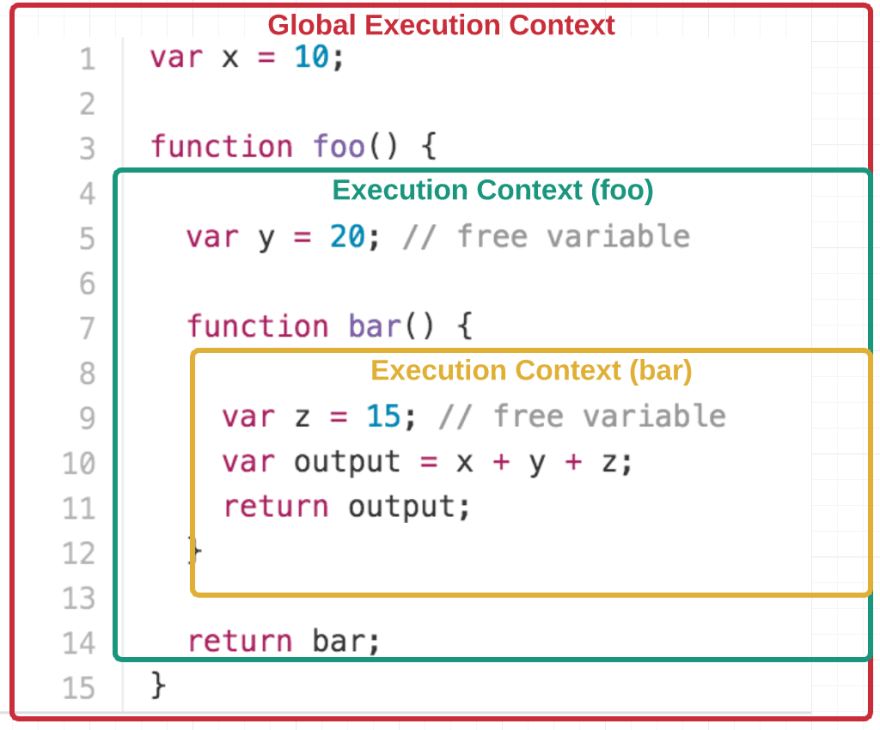 Global Execution Context
1 var x = 10;
2
3 function foo() {
4 Execution Context (foo)
5 var y = 20; // free variable
6
7 function bar() {
8 Execution Context (bar)
9 var z = 15; // free variable
10 var output = x + y + z;
11 return output;
12 }
13
14 return bar;
15 }